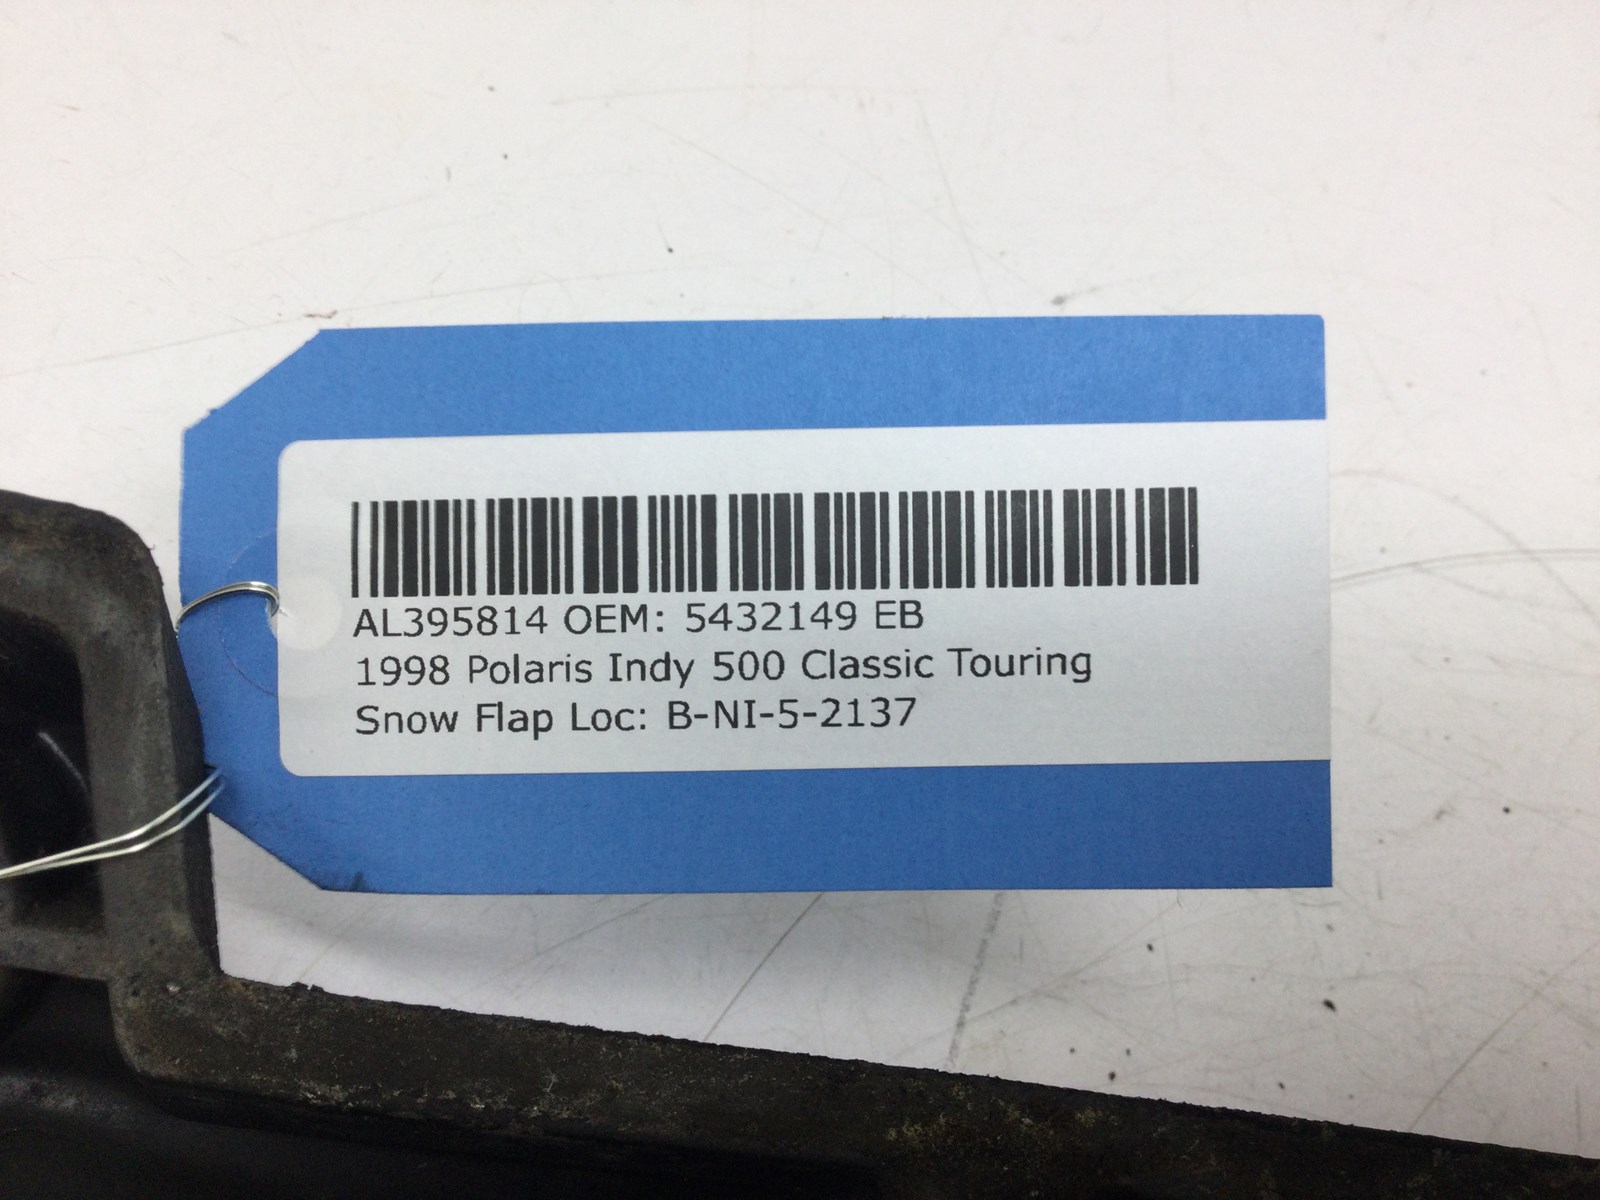 AL395814 OEM: 5432149 EB
1998 Polaris Indy 500 Classic Touring
Snow Flap Loc: B-NI-5-2137